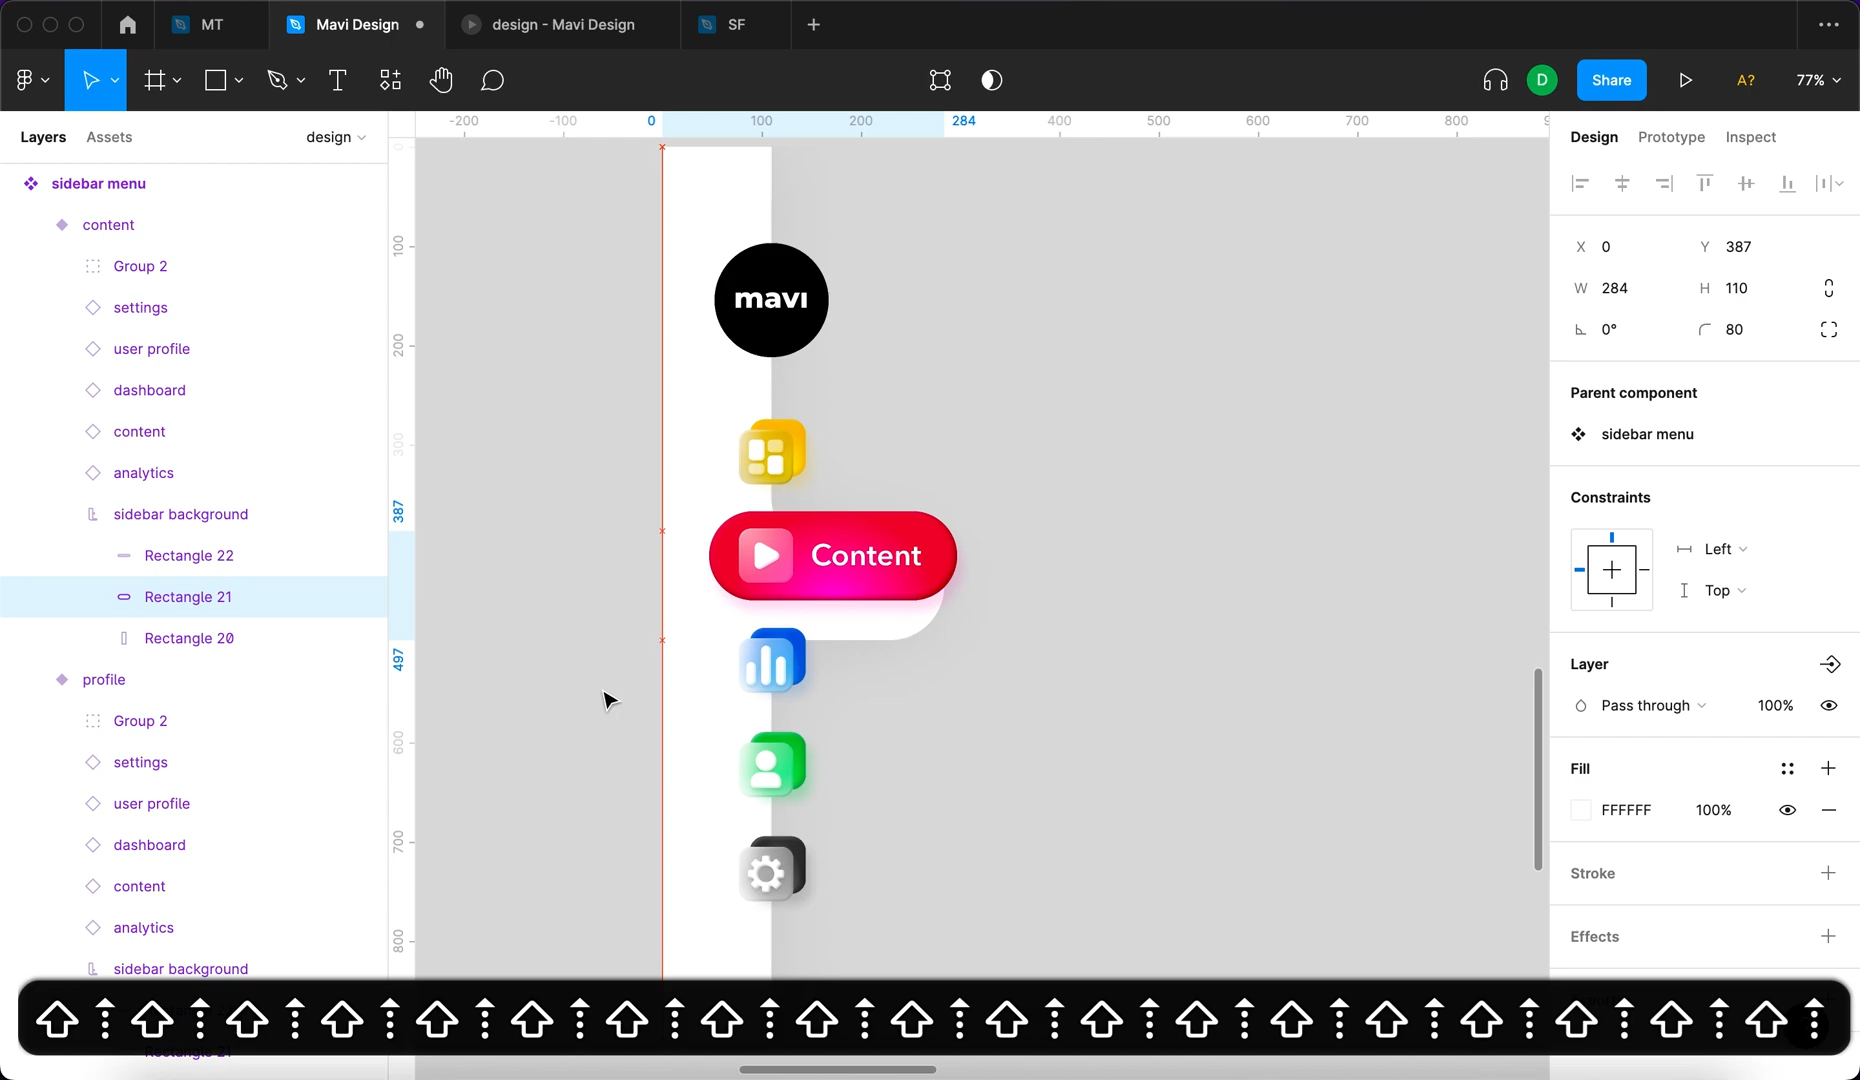 MT
Mavi Design
design - Mavi Design
SF
Share
D
A?
77%
Layers
Assets
design
sidebar menu
content
Group 2
settings
user profile
dashboard
content
analytics
sidebar background
Rectangle 22
Rectangle 21
Rectangle 20
profile
Group 2
settings
user profile
dashboard
content
analytics
sidebar background
-200
-100
0
100
200
284
400
500
600
700
800
0
100
200
300
387
497
600
700
800
mavi
Content
Design
Prototype
Inspect
X 0
Y 387
W 284
H 110
0°
80
Parent component
sidebar menu
Constraints
Left
Top
Layer
Pass through
100%
Fill
FFFFFF
100%
Stroke
Effects